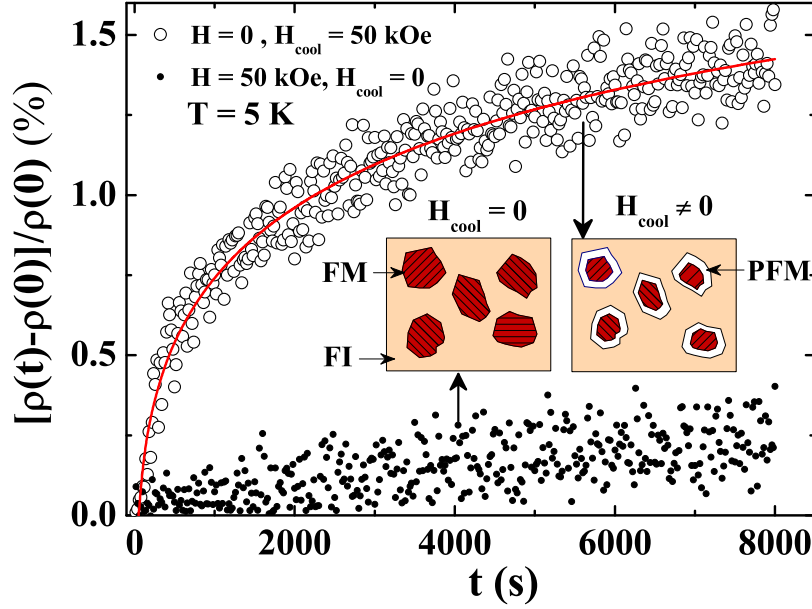 H = 0 , H_cool = 50 kOe
H = 50 kOe, H_cool = 0
T = 5 K
[ρ(t)-ρ(0)]/ρ(0) (%)
1.5
1.0
0.5
0.0
H_cool = 0
H_cool ≠ 0
FM
PFM
FI
0
2000
4000
6000
8000
t (s)